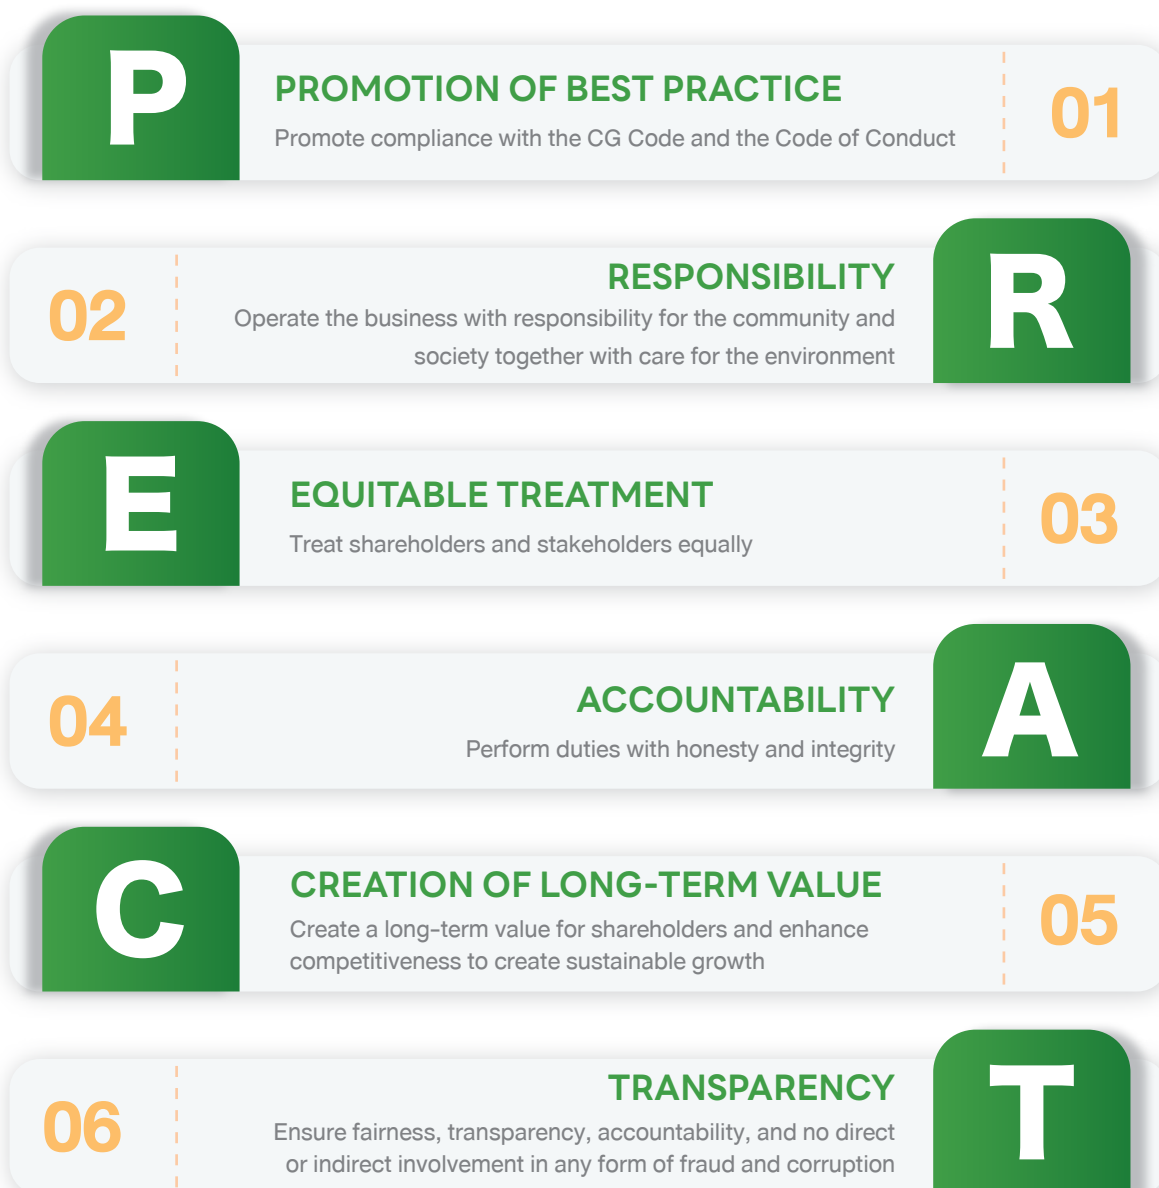 P
PROMOTION OF BEST PRACTICE
Promote compliance with the CG Code and the Code of Conduct
01
02
RESPONSIBILITY
Operate the business with responsibility for the community and
society together with care for the environment
R
E
EQUITABLE TREATMENT
Treat shareholders and stakeholders equally
03
04
ACCOUNTABILITY
Perform duties with honesty and integrity
A
C
CREATION OF LONG-TERM VALUE
Create a long-term value for shareholders and enhance
competitiveness to create sustainable growth
05
06
TRANSPARENCY
Ensure fairness, transparency, accountability, and no direct
or indirect involvement in any form of fraud and corruption
T